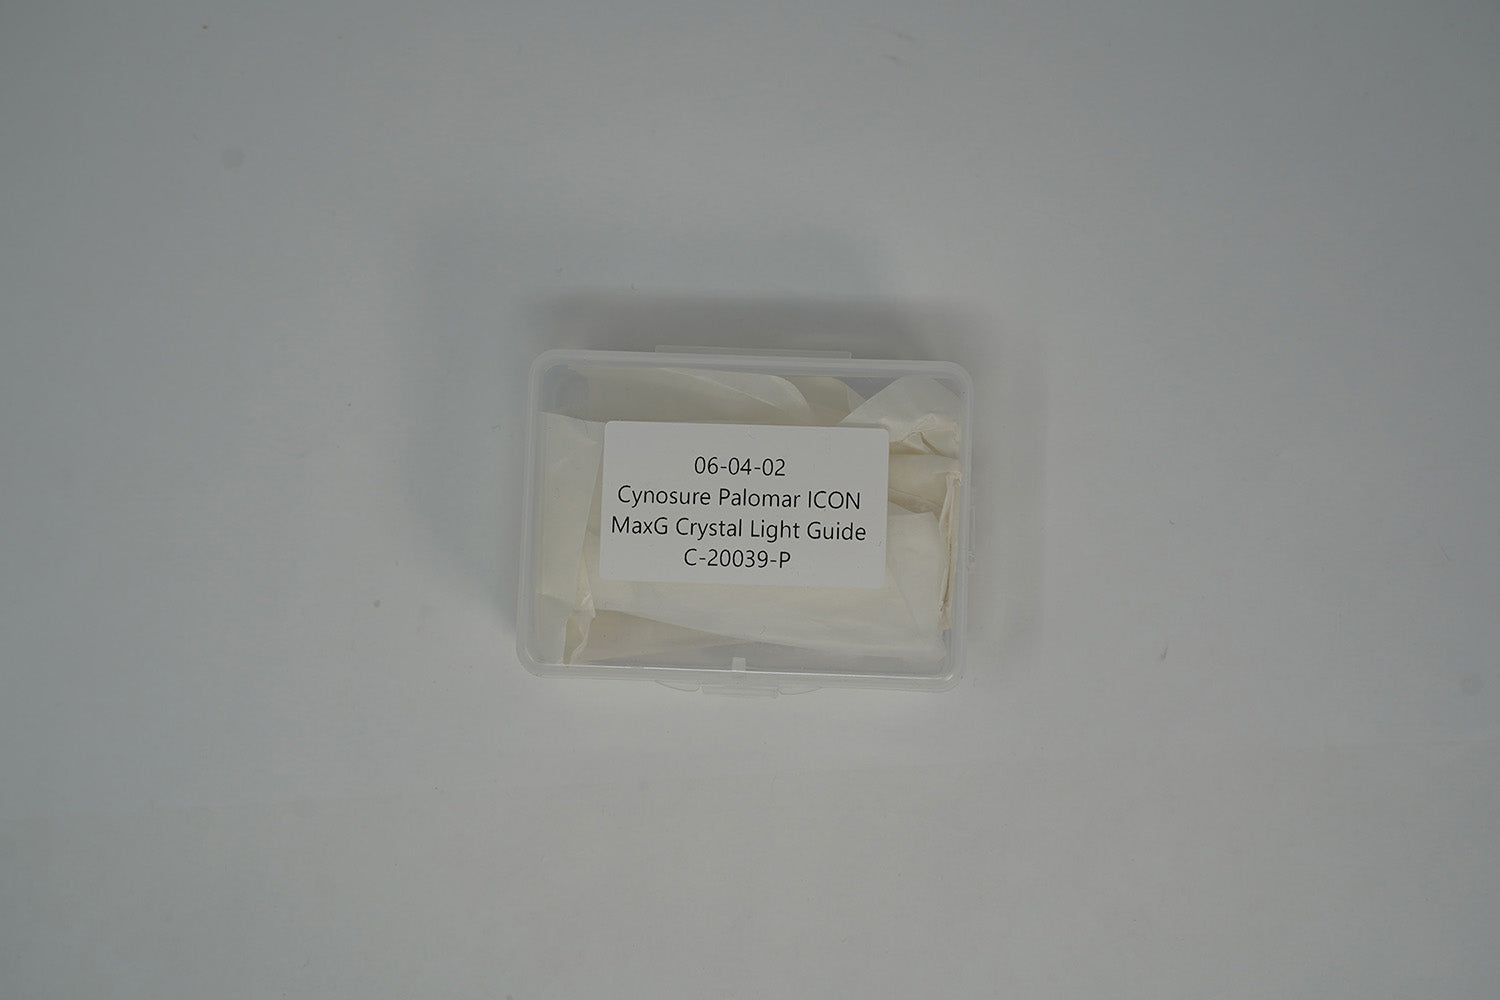 06-04-02
Cynosure Palomar ICON
MaxG Crystal Light Guide
C-20039-P